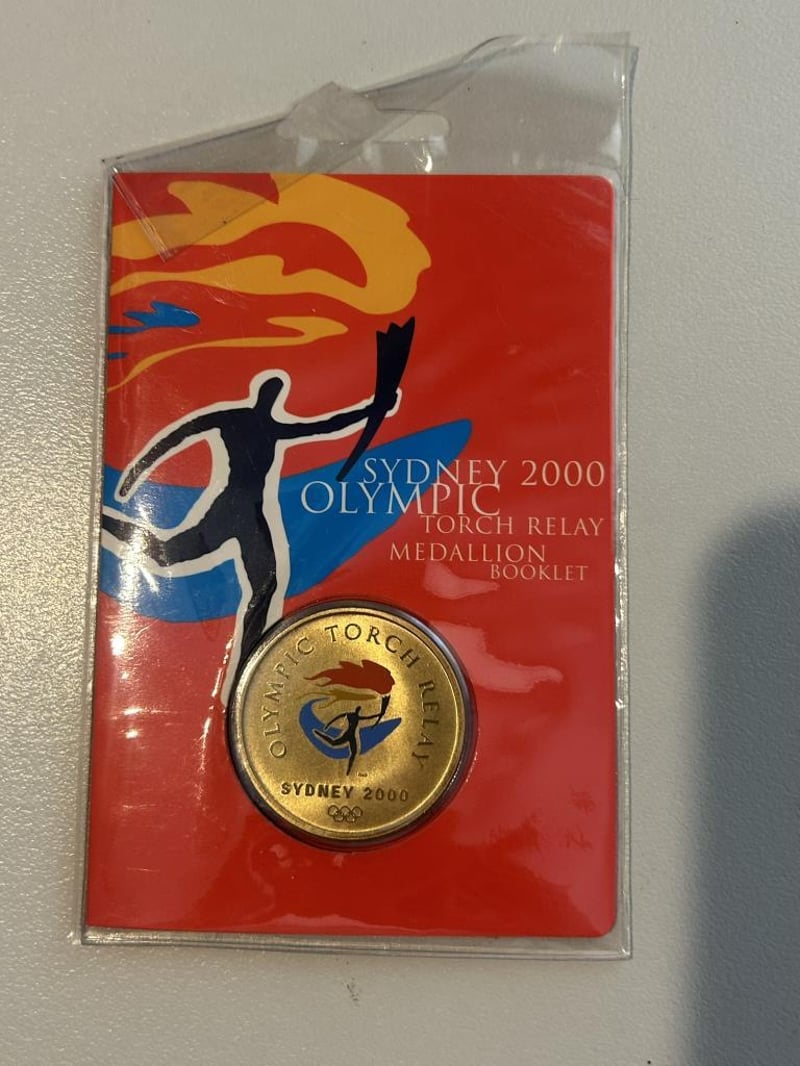 SYDNEY 2000
OLYMPIC
TORCH RELAY
MEDALLION
BOOKLET
OLYMPIC TORCH RELAY
SYDNEY 2000